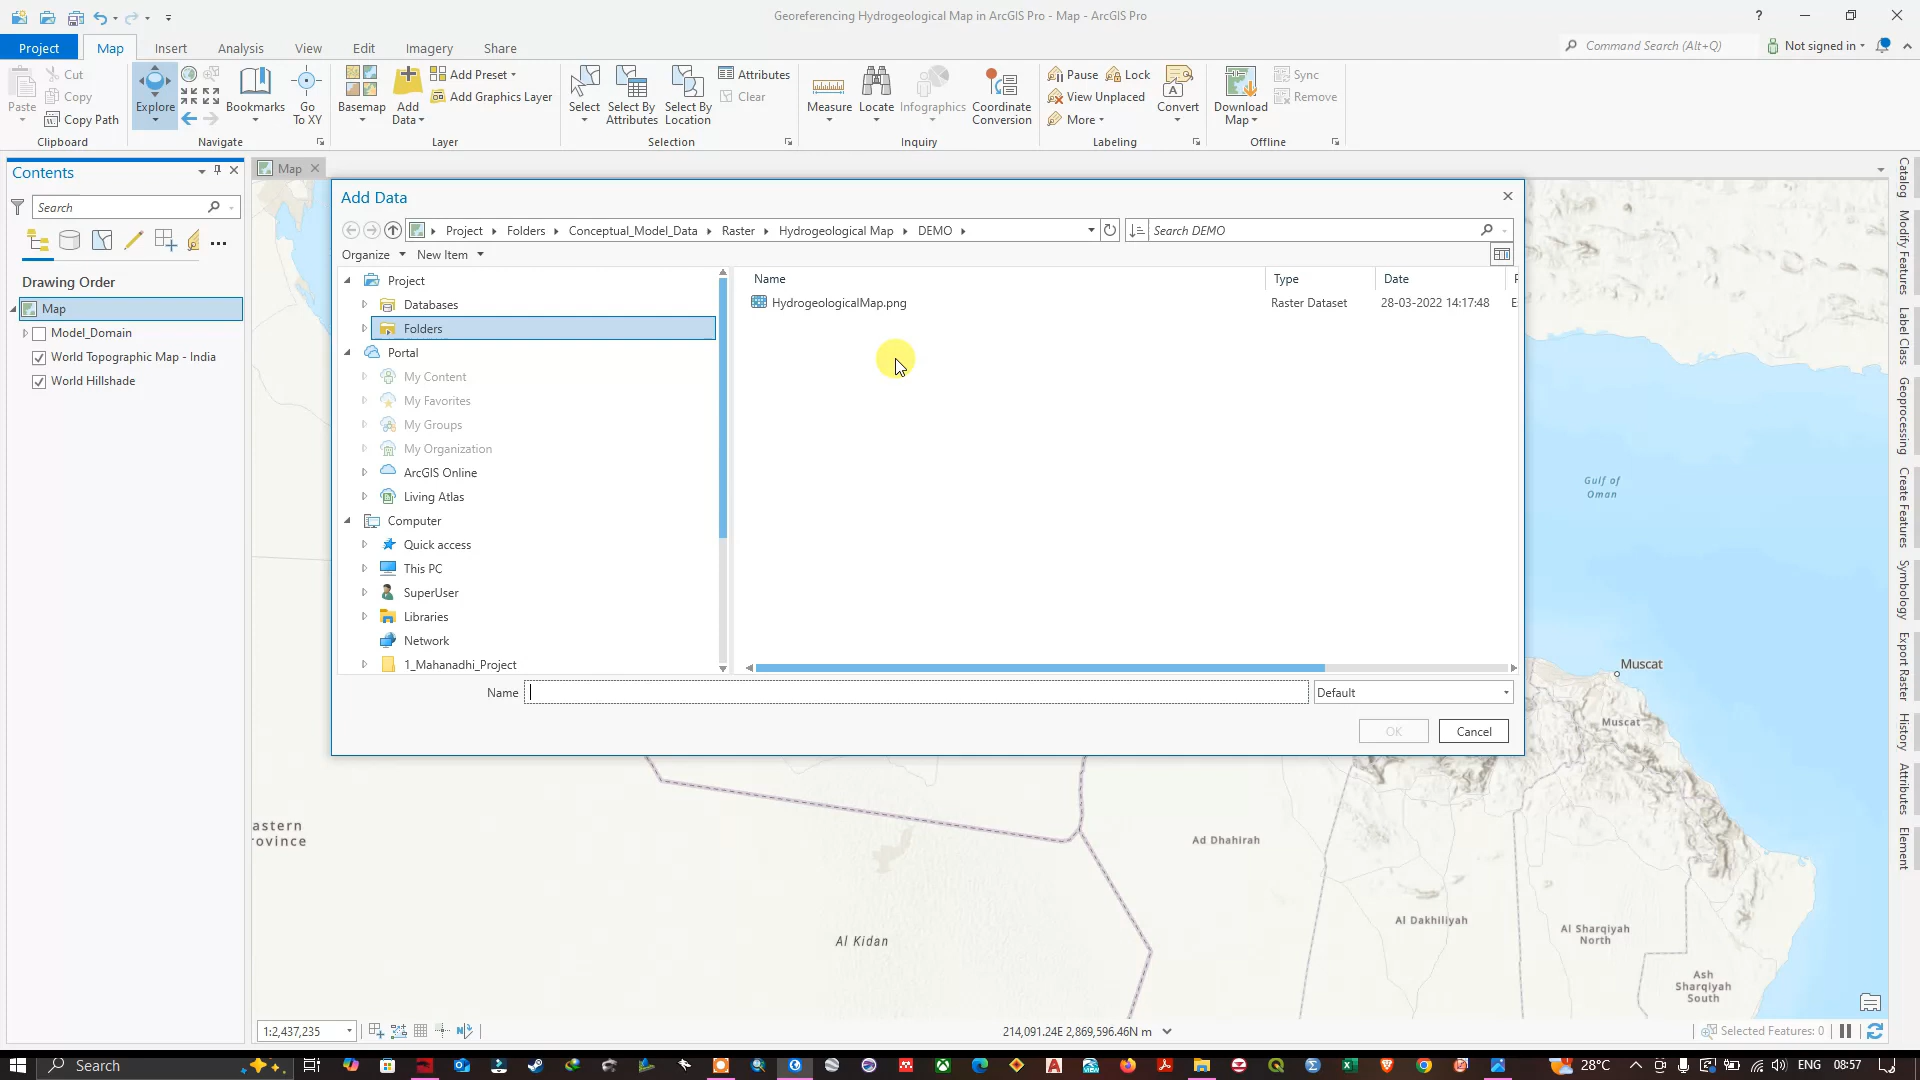 Georeferencing Hydrogeological Map in ArcGIS Pro - Map - ArcGIS Pro
?
Project
Map
Insert
Analysis
View
Edit
Imagery
Share
Command Search (Alt+Q)
Not signed in
Paste
Cut
Copy
Copy Path
Clipboard
Explore
Bookmarks
Go To XY
Navigate
Basemap
Add Data
Add Preset
Add Graphics Layer
Layer
Select
Select By Attributes
Select By Location
Attributes
Clear
Selection
Measure
Locate
Infographics
Coordinate Conversion
Inquiry
Pause
Lock
View Unplaced
More
Convert
Labeling
Download Map
Sync
Remove
Offline
Contents
Search
Drawing Order
Map
Model_Domain
World Topographic Map - India
World Hillshade
Map
Add Data
Project
Folders
Conceptual_Model_Data
Raster
Hydrogeological Map
DEMO
Search DEMO
Organize
New Item
Project
Databases
Folders
Portal
My Content
My Favorites
My Groups
My Organization
ArcGIS Online
Living Atlas
Computer
Quick access
This PC
SuperUser
Libraries
Network
1_Mahanadhi_Project
Name
Type
Date
HydrogeologicalMap.png
Raster Dataset
28-03-2022 14:17:48
Name
Default
OK
Cancel
Gulf of
Oman
Muscat
Muscat
astern
rovince
Ad Dhahirah
Al Kidan
Al Dakhiliyah
Al Sharqiyah
North
Ash
Sharqiyah
South
Catalog
Modify Features
Label Class
Geoprocessing
Create Features
Symbology
Export Raster
History
Attributes
Element
1:2,437,235
214,091.24E 2,869,596.46N m
Selected Features: 0
Search
28°C
ENG
08:57